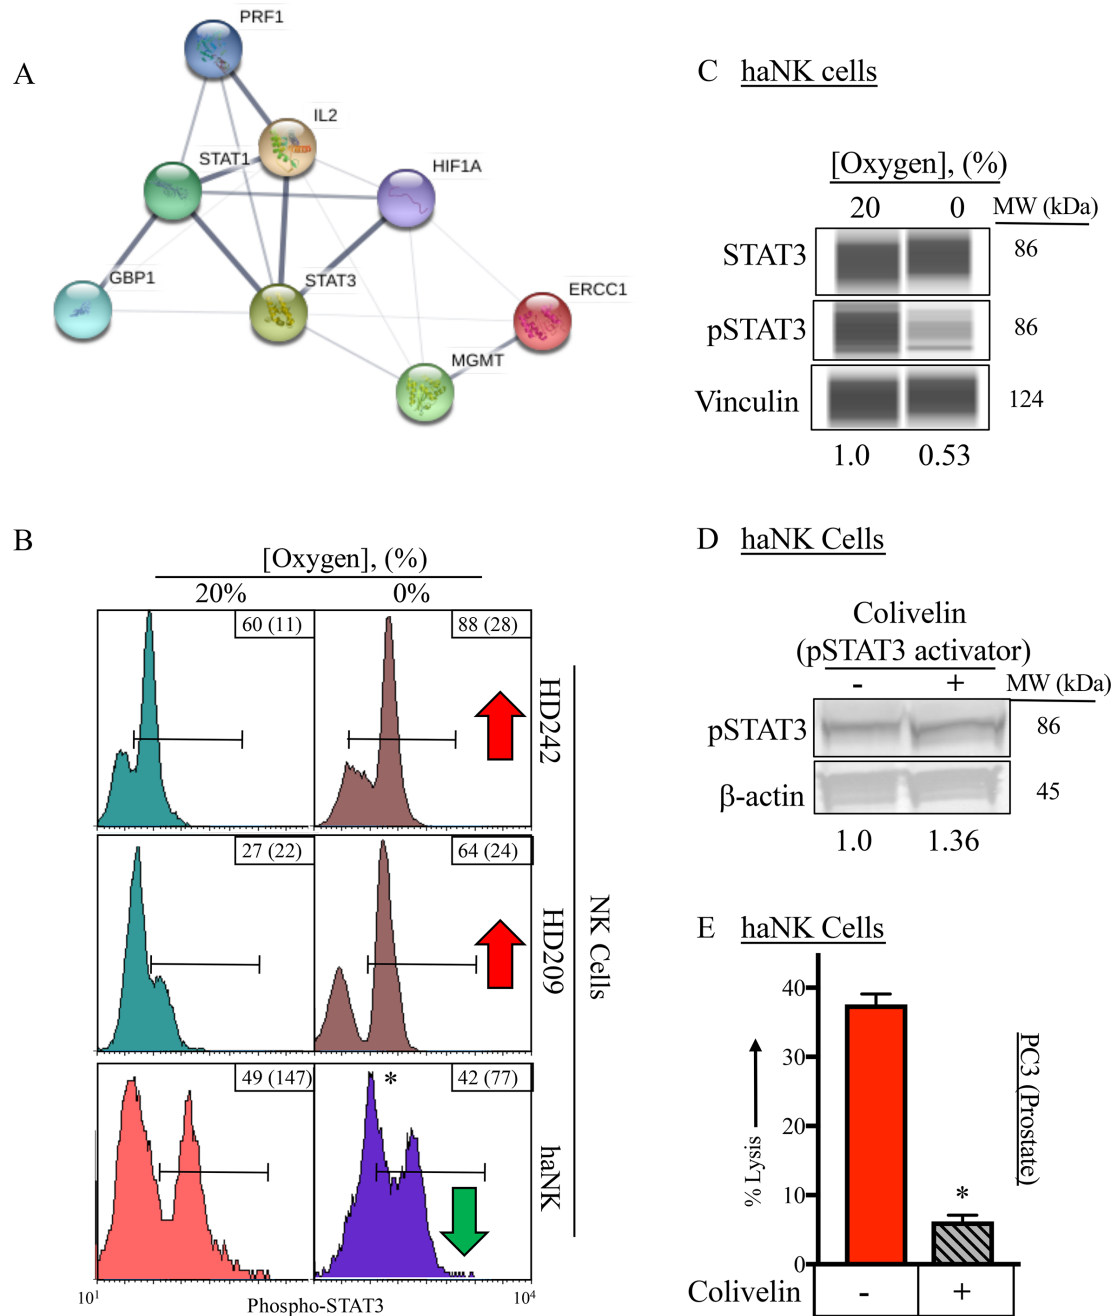 A
PRF1
IL2
STAT1
HIF1A
GBP1
STAT3
ERCC1
MGMT
B
[Oxygen], (%)
20%
0%
60 (11)
88 (28)
HD242
27 (22)
64 (24)
HD209
NK Cells
49 (147)
*
42 (77)
haNK
10¹
Phospho-STAT3
10⁴
C haNK cells
[Oxygen], (%)
20 0 MW (kDa)
STAT3 86
pSTAT3 86
Vinculin 124
1.0 0.53
D haNK Cells
Colivelin
(pSTAT3 activator)
- + MW (kDa)
pSTAT3 86
β-actin 45
1.0 1.36
E haNK Cells
40
30
20
10
0
% Lysis
*
PC3 (Prostate)
Colivelin - +